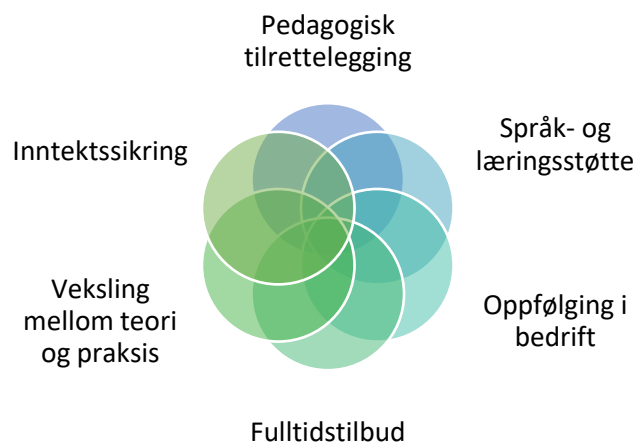 Pedagogisk
tilrettelegging
Språk- og
læringsstøtte
Oppfølging i
bedrift
Fulltidstilbud
Veksling
mellom teori
og praksis
Inntektssikring